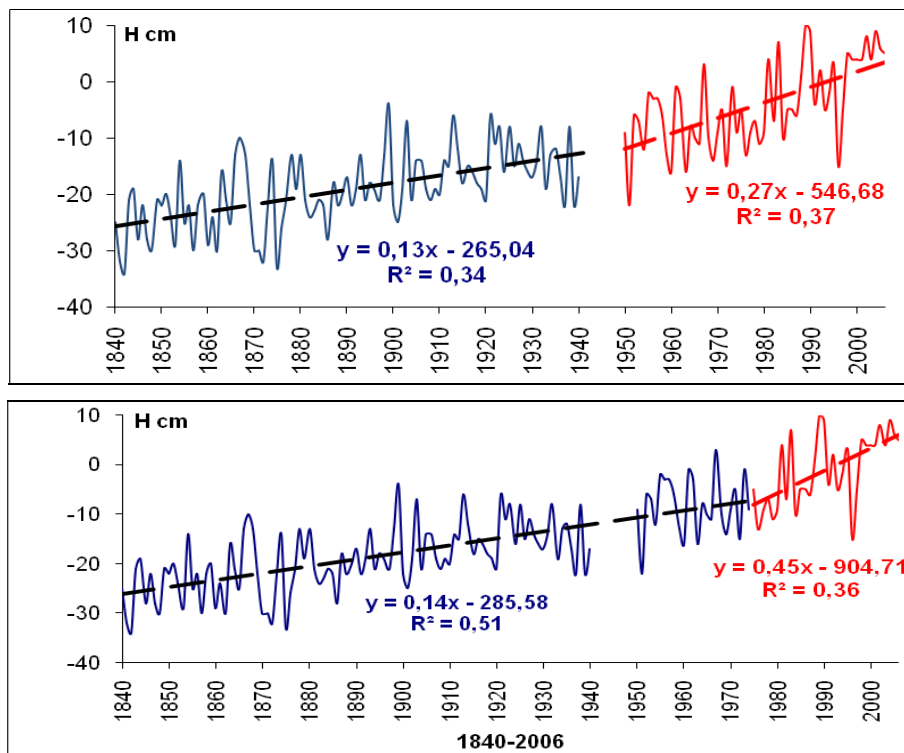 H cm
10
0
-10
-20
-30
-40
y = 0,13x - 265,04
R² = 0,34
y = 0,27x - 546,68
R² = 0,37
1840 1850 1860 1870 1880 1890 1900 1910 1920 1930 1940 1950 1960 1970 1980 1990 2000
H cm
10
0
-10
-20
-30
-40
y = 0,14x - 285,58
R² = 0,51
y = 0,45x - 904,71
R² = 0,36
1840 1850 1860 1870 1880 1890 1900 1910 1920 1930 1940 1950 1960 1970 1980 1990 2000
1840-2006